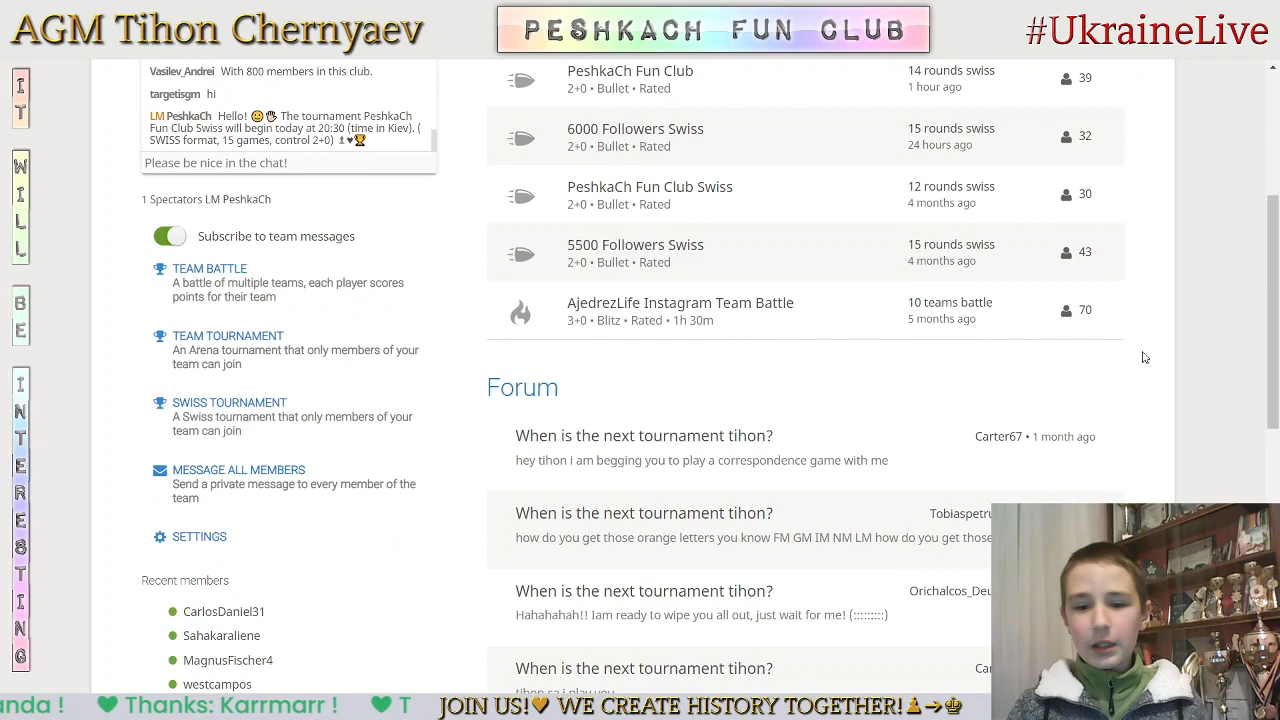 AGM Tihon Chernyaev
PESHKACH FUN CLUB
#UkraineLive
IT
WILL
BE
INTERESTING
Vasilev_Andrei With 800 members in this club.
targetisgm hi
LM PeshkaCh Hello! 🙂🖐 The tournament PeshkaCh
Fun Club Swiss will begin today at 20:30 (time in Kiev). (
SWISS format, 15 games, control 2+0) ♗♥🏆
Please be nice in the chat!
1 Spectators LM PeshkaCh
Subscribe to team messages
TEAM BATTLE
A battle of multiple teams, each player scores
points for their team
TEAM TOURNAMENT
An Arena tournament that only members of your
team can join
SWISS TOURNAMENT
A Swiss tournament that only members of your
team can join
MESSAGE ALL MEMBERS
Send a private message to every member of the
team
SETTINGS
Recent members
CarlosDaniel31
Sahakaraliene
MagnusFischer4
westcampos
PeshkaCh Fun Club 14 rounds swiss 39
2+0 • Bullet • Rated 1 hour ago
6000 Followers Swiss 15 rounds swiss 32
2+0 • Bullet • Rated 24 hours ago
PeshkaCh Fun Club Swiss 12 rounds swiss 30
2+0 • Bullet • Rated 4 months ago
5500 Followers Swiss 15 rounds swiss 43
2+0 • Bullet • Rated 4 months ago
AjedrezLife Instagram Team Battle 10 teams battle 70
3+0 • Blitz • Rated • 1h 30m 5 months ago
Forum
When is the next tournament tihon? Carter67 • 1 month ago
hey tihon i am begging you to play a correspondence game with me
When is the next tournament tihon? Tobiaspetru
how do you get those orange letters you know FM GM IM NM LM how do you get those
When is the next tournament tihon? Orichalcos_Deu
Hahahahah!! Iam ready to wipe you all out, just wait for me! (:::::::::)
When is the next tournament tihon? Car
tihon ca i play you
anda ! 💚 Thanks: Karrmarr ! 💚 T
JOIN US!🧡 WE CREATE HISTORY TOGETHER!♟→♚